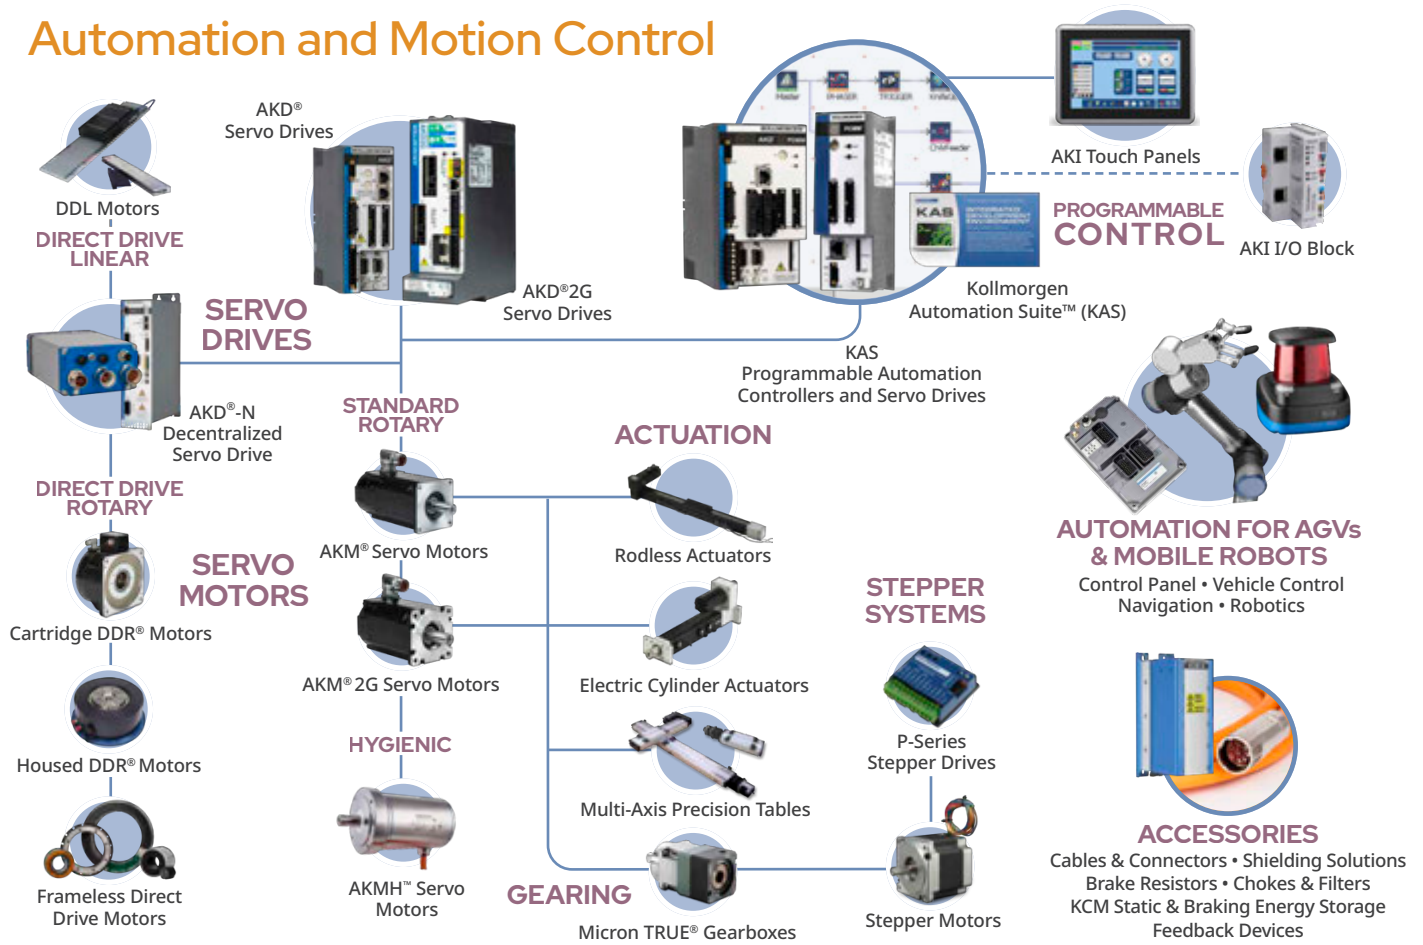 Automation and Motion Control
AKD®
Servo Drives
DDL Motors
DIRECT DRIVE
LINEAR
SERVO
DRIVES
AKD®2G
Servo Drives
AKD®-N
Decentralized
Servo Drive
KAS
Kollmorgen
Automation Suite™ (KAS)
KAS
Programmable Automation
Controllers and Servo Drives
AKI Touch Panels
PROGRAMMABLE
CONTROL
AKI I/O Block
DIRECT DRIVE
ROTARY
SERVO
MOTORS
Cartridge DDR® Motors
Housed DDR® Motors
Frameless Direct
Drive Motors
STANDARD
ROTARY
AKM® Servo Motors
AKM® 2G Servo Motors
HYGIENIC
AKMH™ Servo
Motors
ACTUATION
Rodless Actuators
Electric Cylinder Actuators
Multi-Axis Precision Tables
GEARING
Micron TRUE® Gearboxes
STEPPER
SYSTEMS
P-Series
Stepper Drives
Stepper Motors
AUTOMATION FOR AGVs
& MOBILE ROBOTS
Control Panel • Vehicle Control
Navigation • Robotics
ACCESSORIES
Cables & Connectors • Shielding Solutions
Brake Resistors • Chokes & Filters
KCM Static & Braking Energy Storage
Feedback Devices